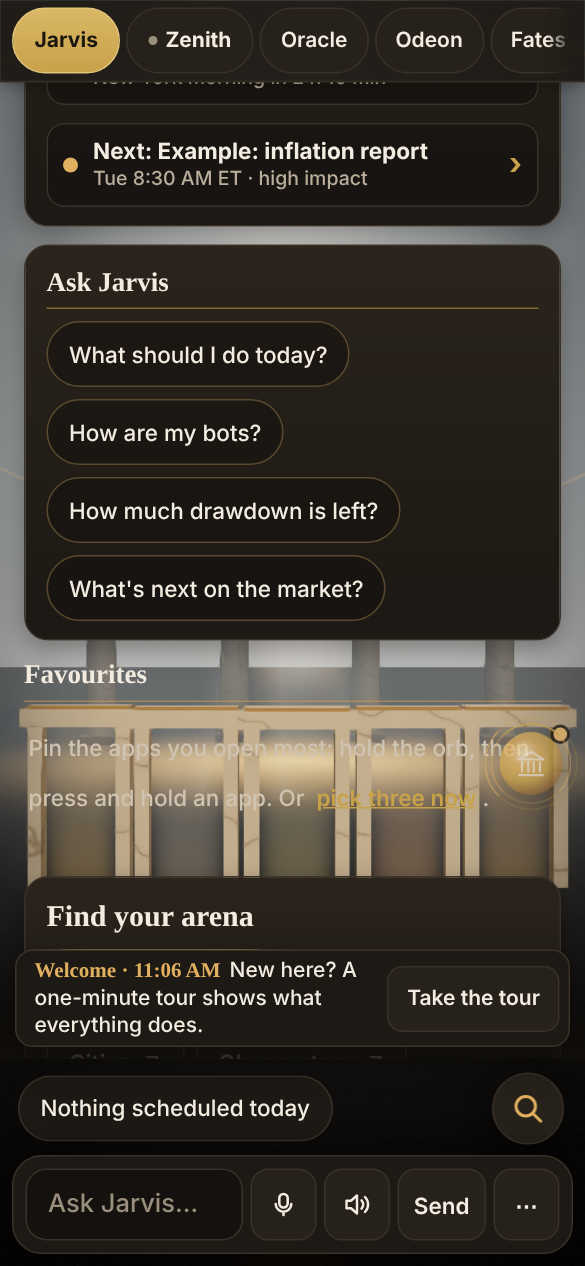 Jarvis
Zenith
Oracle
Odeon
Fates
Next: Example: inflation report
Tue 8:30 AM ET · high impact
Ask Jarvis
What should I do today?
How are my bots?
How much drawdown is left?
What's next on the market?
Favourites
Pin the apps you open most: hold the orb, then
press and hold an app. Or pick three now .
Find your arena
Welcome · 11:06 AM New here? A
one-minute tour shows what
everything does.
Take the tour
Nothing scheduled today
Ask Jarvis...
Send